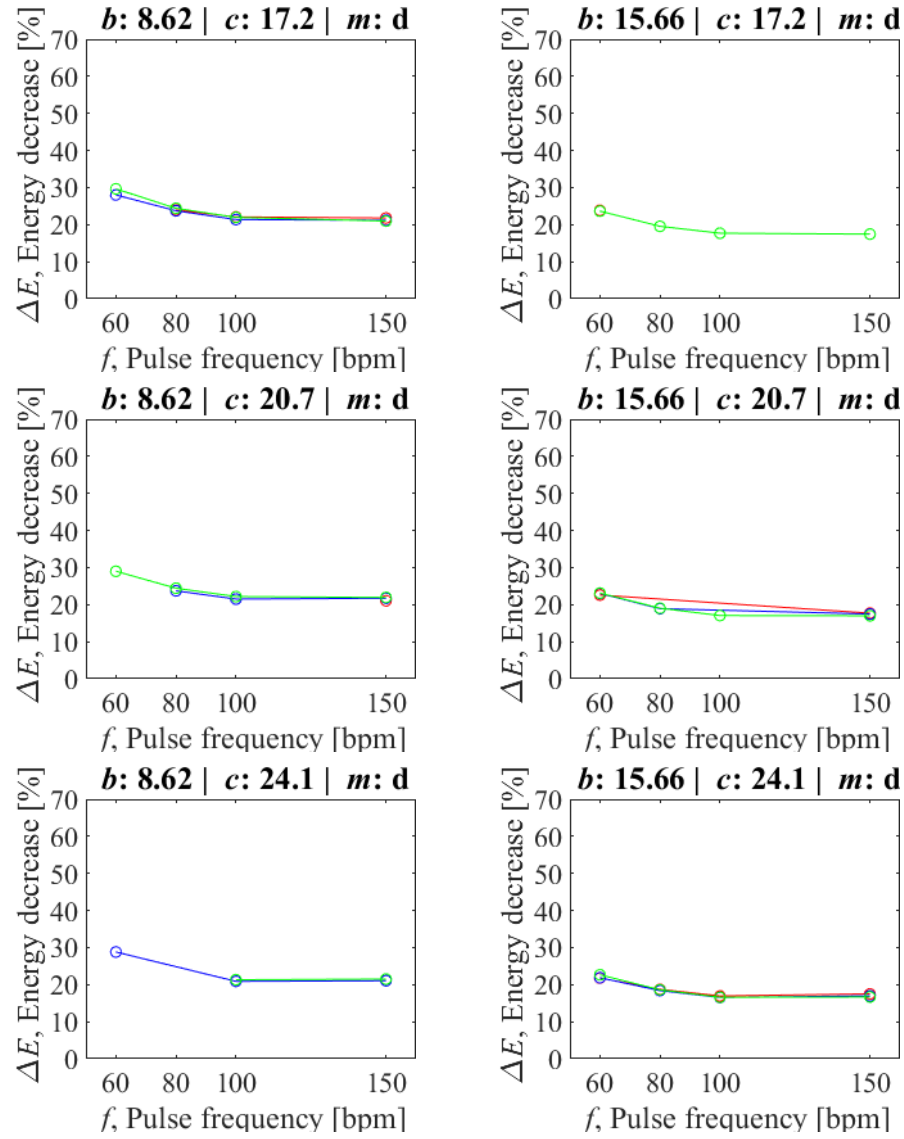 b: 8.62 | c: 17.2 | m: d
70
60
50
40
30
20
10
0
ΔE, Energy decrease [%]
60 80 100 150
f, Pulse frequency [bpm]
b: 15.66 | c: 17.2 | m: d
70
60
50
40
30
20
10
0
ΔE, Energy decrease [%]
60 80 100 150
f, Pulse frequency [bpm]
b: 8.62 | c: 20.7 | m: d
70
60
50
40
30
20
10
0
ΔE, Energy decrease [%]
60 80 100 150
f, Pulse frequency [bpm]
b: 15.66 | c: 20.7 | m: d
70
60
50
40
30
20
10
0
ΔE, Energy decrease [%]
60 80 100 150
f, Pulse frequency [bpm]
b: 8.62 | c: 24.1 | m: d
70
60
50
40
30
20
10
0
ΔE, Energy decrease [%]
60 80 100 150
f, Pulse frequency [bpm]
b: 15.66 | c: 24.1 | m: d
70
60
50
40
30
20
10
0
ΔE, Energy decrease [%]
60 80 100 150
f, Pulse frequency [bpm]